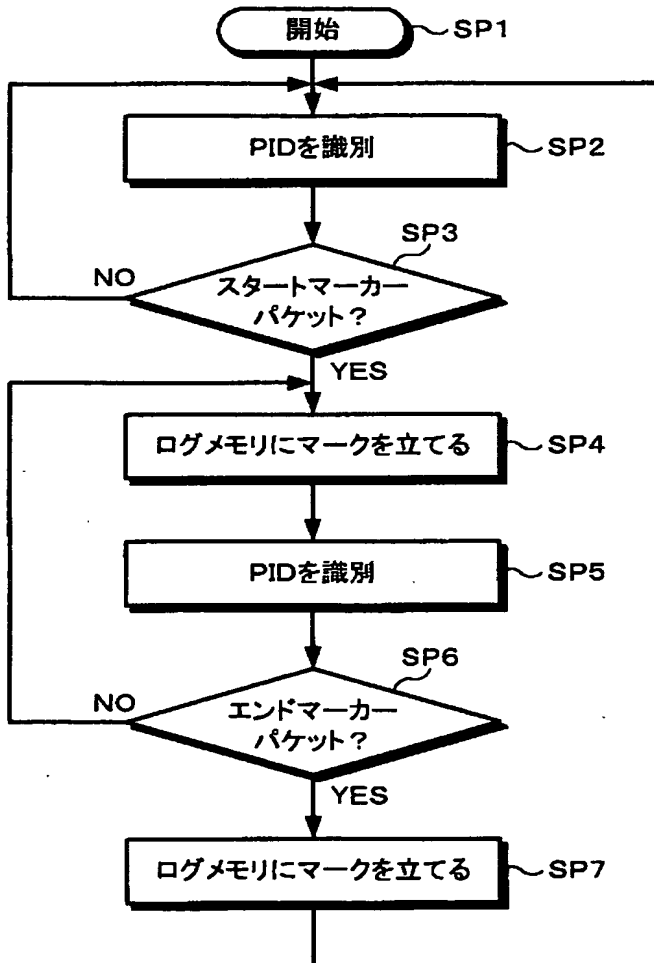 開始
SP1
PIDを識別
SP2
SP3
NO
スタートマーカー
パケット?
YES
ログメモリにマークを立てる
SP4
PIDを識別
SP5
SP6
NO
エンドマーカー
パケット?
YES
ログメモリにマークを立てる
SP7